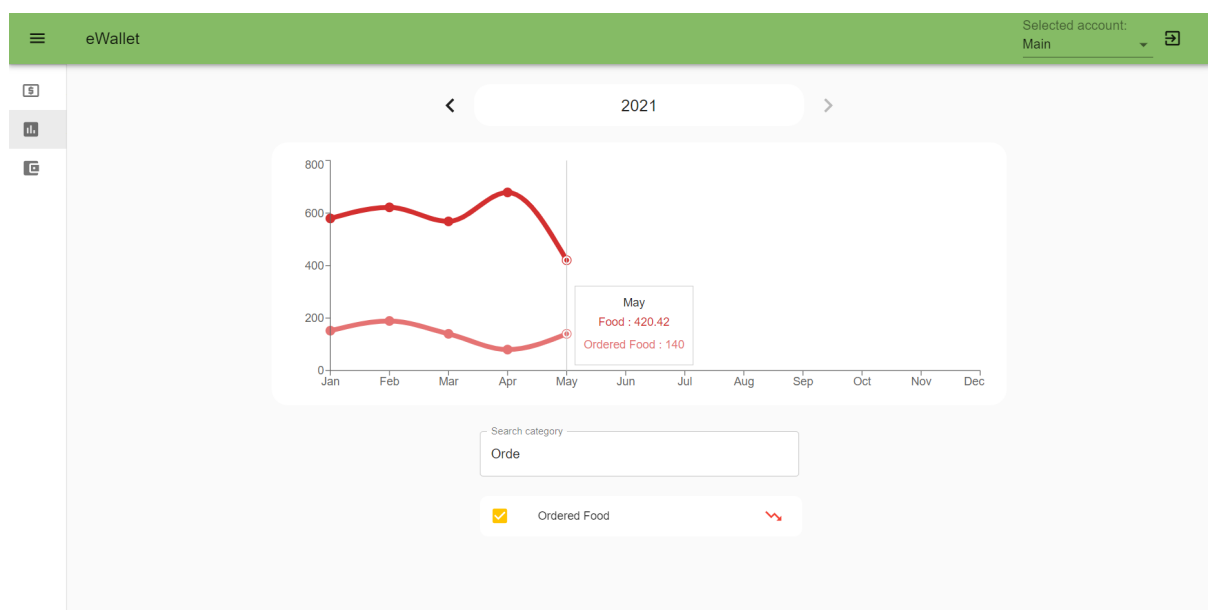 eWallet
Selected account:
Main
2021
800
600
400
200
0
Jan Feb Mar Apr May Jun Jul Aug Sep Oct Nov Dec
May
Food : 420.42
Ordered Food : 140
Search category
Orde
Ordered Food